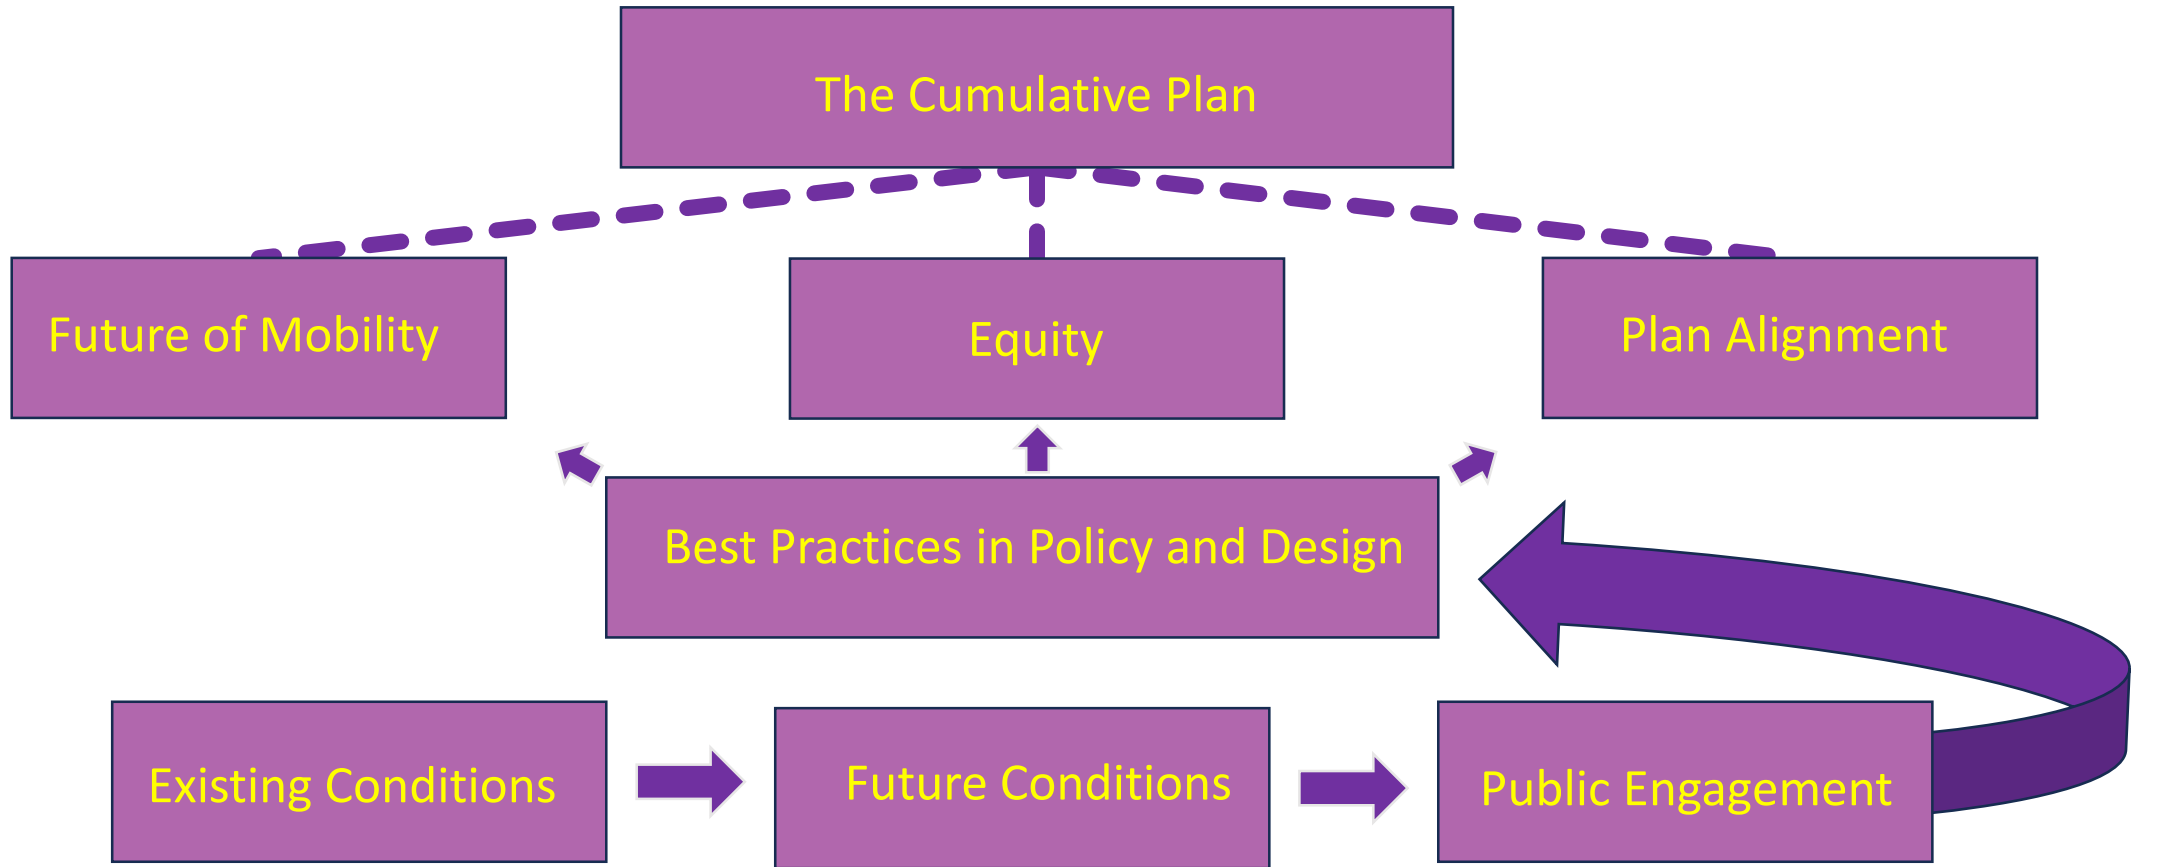 The Cumulative Plan
Future of Mobility
Equity
Plan Alignment
Best Practices in Policy and Design
Existing Conditions
Future Conditions
Public Engagement